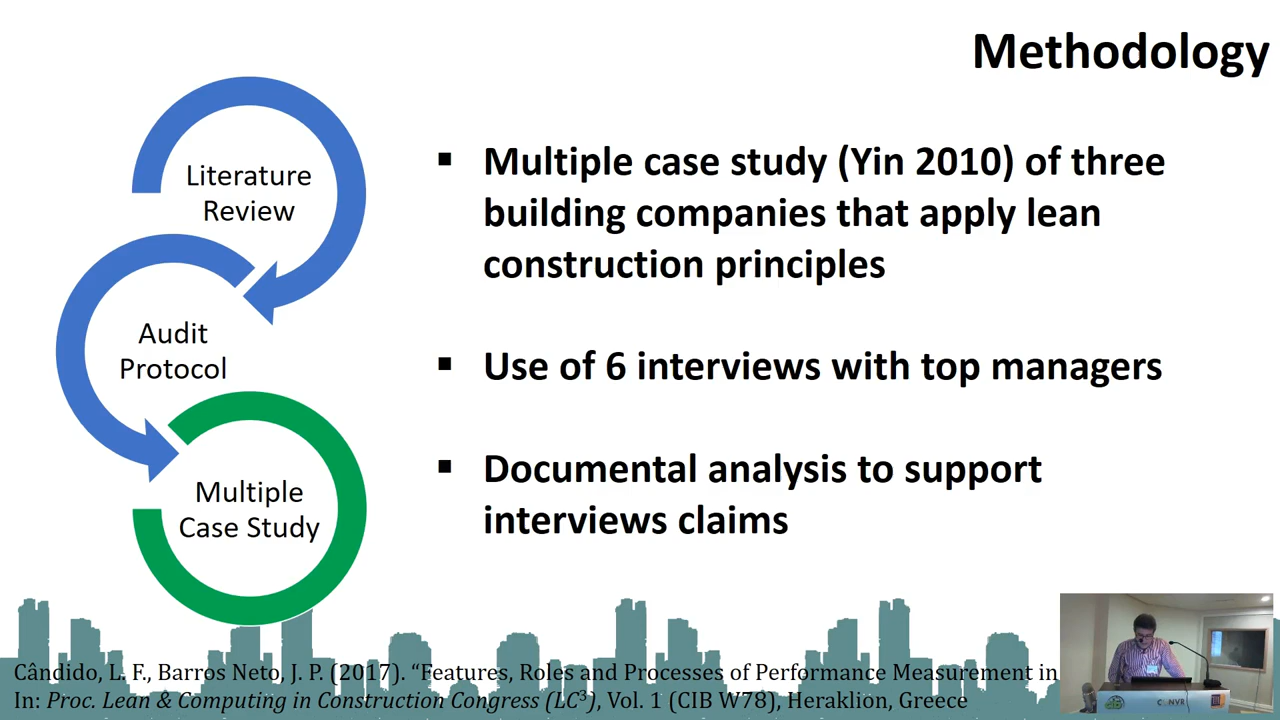 Methodology
Literature
Review
Audit
Protocol
Multiple
Case Study
▪ Multiple case study (Yin 2010) of three
building companies that apply lean
construction principles
▪ Use of 6 interviews with top managers
▪ Documental analysis to support
interviews claims
Cândido, L. F., Barros Neto, J. P. (2017). “Features, Roles and Processes of Performance Measurement in
In: Proc. Lean & Computing in Construction Congress (LC³), Vol. 1 (CIB W78), Heraklion, Greece
CONVR